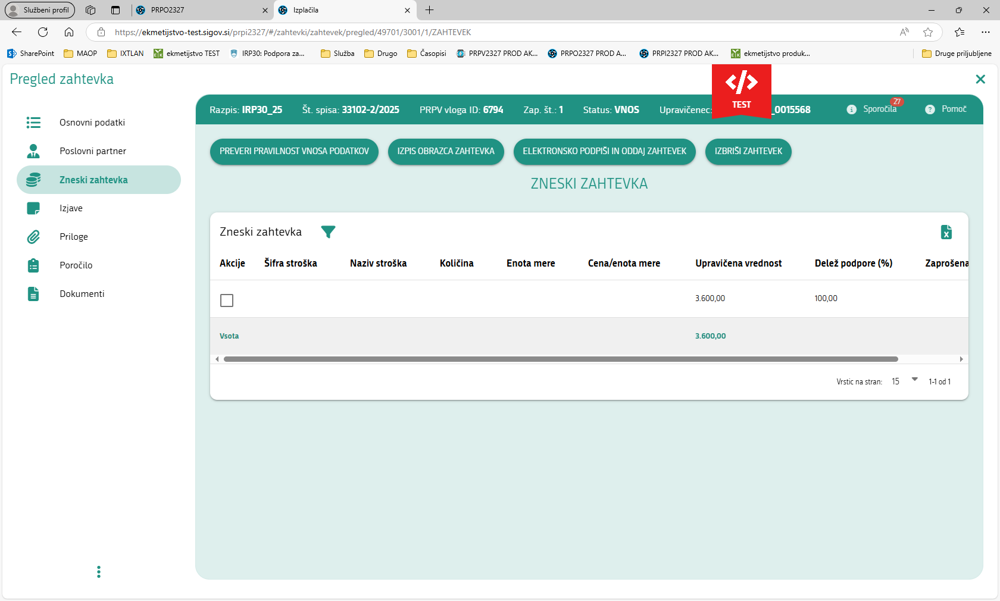 Službeni profil
PRPO2327
Izplačila
https://ekmetijstvo-test.sigov.si/prpi2327/#/zahtevki/zahtevek/pregled/49701/3001/1/ZAHTEVEK
SharePoint
MAOP
IXTLAN
ekmetijstvo TEST
IRP30: Podpora za...
Služba
Drugo
Časopisi
PRPV2327 PROD AK...
PRPO2327 PROD A...
PRPI2327 PROD AK...
ekmetijstvo produk...
Druge priljubljene
Pregled zahtevka
TEST
Razpis: IRP30_25
Št. spisa: 33102-2/2025
PRPV vloga ID: 6794
Zap. št.: 1
Status: VNOS
Upravičenec:
_0015568
Sporočila
27
Pomoč
Osnovni podatki
Poslovni partner
Zneski zahtevka
Izjave
Priloge
Poročilo
Dokumenti
PREVERI PRAVILNOST VNOSA PODATKOV
IZPIS OBRAZCA ZAHTEVKA
ELEKTRONSKO PODPIŠI IN ODDAJ ZAHTEVEK
IZBRIŠI ZAHTEVEK
ZNESKI ZAHTEVKA
Zneski zahtevka
Akcije Šifra stroška Naziv stroška Količina Enota mere Cena/enota mere Upravičena vrednost Delež podpore (%) Zaprošena
3.600,00 100,00
Vsota 3.600,00
Vrstic na stran: 15 1-1 od 1